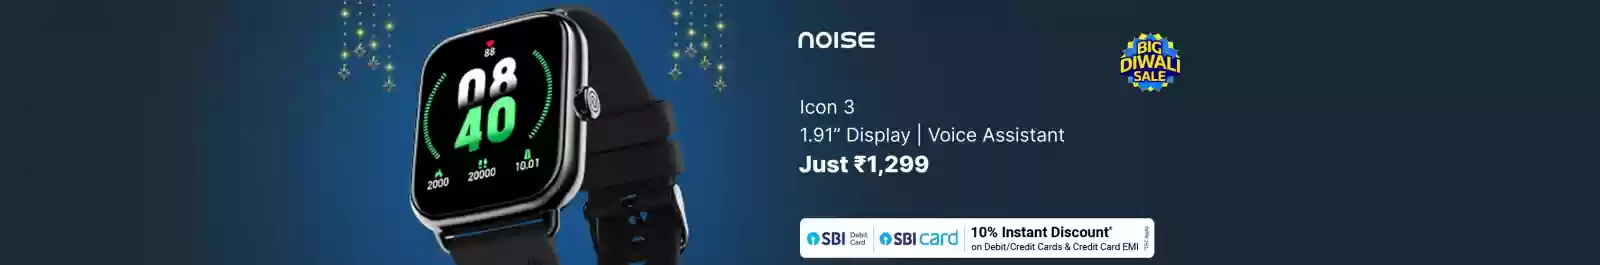 88
08
40
2000
20000
10.01
NOISE
BIG
DIWALI
SALE
Icon 3
1.91” Display | Voice Assistant
Just ₹1,299
SBI Debit Card
SBI card
10% Instant Discount*
on Debit/Credit Cards & Credit Card EMI
*T&C Apply